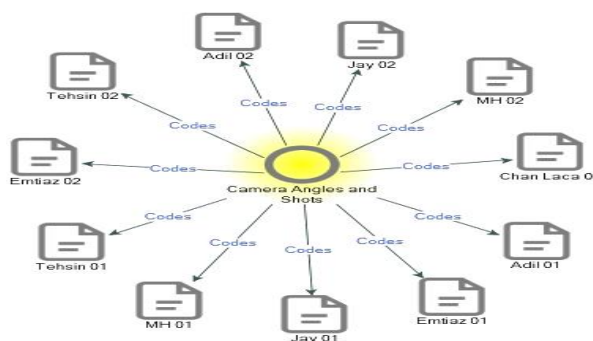 Adil 02
Jay 02
Tehsin 02
MH 02
Codes
Codes
Codes
Codes
Emtiaz 02
Codes
Codes
Chan Laca 0
Camera Angles and
Shots
Codes
Codes
Codes
Codes
Codes
Tehsin 01
Adil 01
MH 01
Jay 01
Emtiaz 01